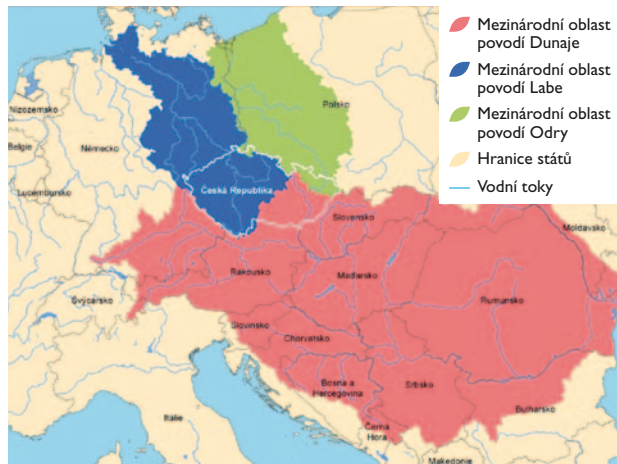 Mezinárodní oblast
povodí Dunaje
Mezinárodní oblast
povodí Labe
Mezinárodní oblast
povodí Odry
Hranice států
Vodní toky
Nizozemsko
Polsko
Belgie
Německo
Česká Republika
Lucembursko
Slovensko
Moldavsko
Rakousko
Maďarsko
Švýcarsko
Rumunsko
Slovinsko
Chorvatsko
Bosna a
Hercegovina
Srbsko
Itálie
Bulharsko
Černá
Hora
Makedonie